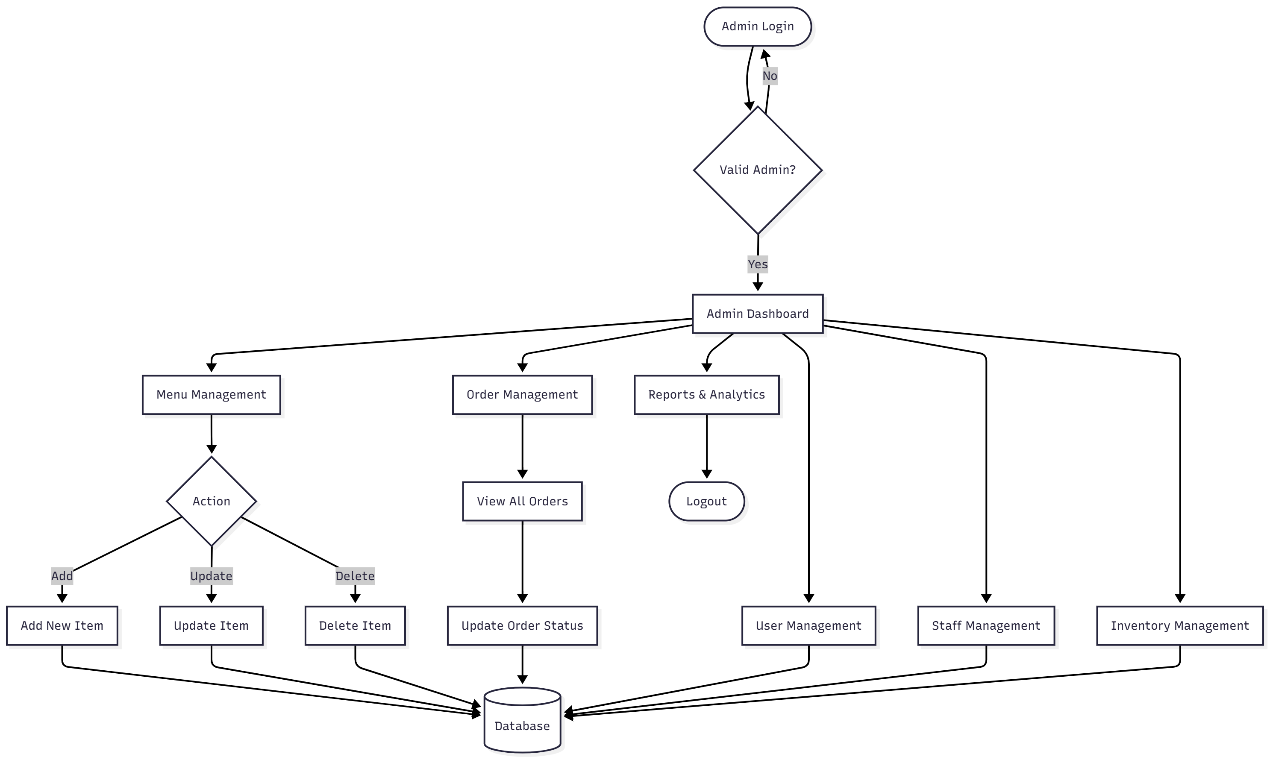 Admin Login
No
Valid Admin?
Yes
Admin Dashboard
Menu Management
Order Management
Reports & Analytics
Action
View All Orders
Logout
Add
Update
Delete
Add New Item
Update Item
Delete Item
Update Order Status
User Management
Staff Management
Inventory Management
Database